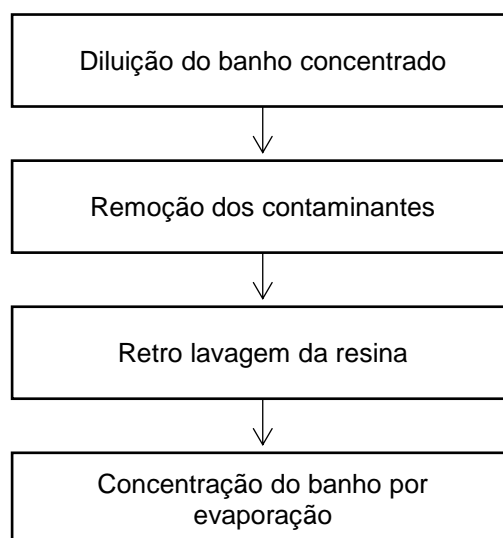 Diluição do banho concentrado
Remoção dos contaminantes
Retro lavagem da resina
Concentração do banho por
evaporação